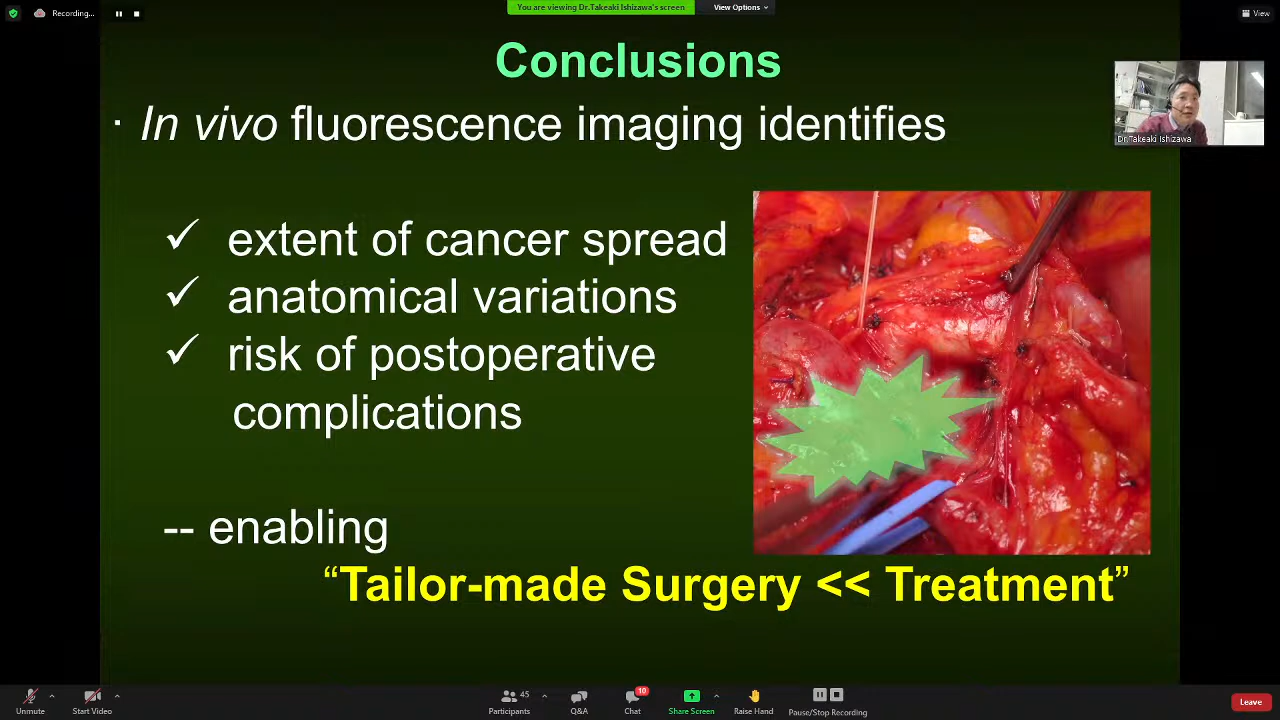 Recording...
You are viewing Dr.Takeaki Ishizawa's screen
View Options
View
Conclusions
· In vivo fluorescence imaging identifies
✓ extent of cancer spread
✓ anatomical variations
✓ risk of postoperative
complications
-- enabling
“Tailor-made Surgery << Treatment”
Dr.Takeaki Ishizawa
Unmute
Start Video
45
Participants
Q&A
10
Chat
Share Screen
Raise Hand
Pause/Stop Recording
Leave